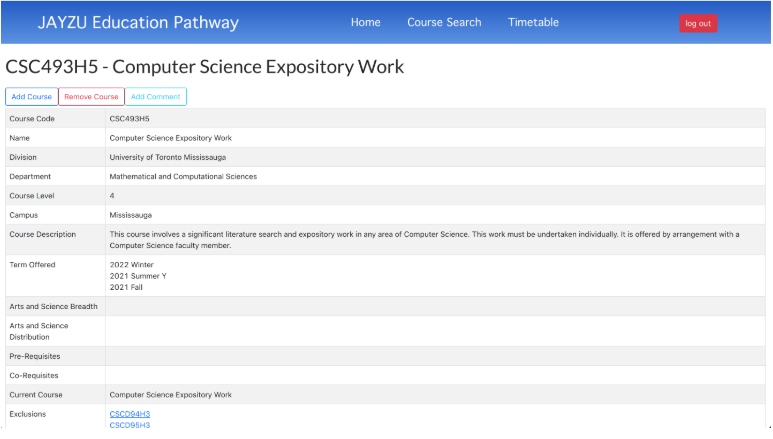 JAYZU Education Pathway Home Course Search Timetable log out
CSC493H5 - Computer Science Expository Work
Add Course Remove Course Add Comment
Course Code CSC493H5
Name Computer Science Expository Work
Division University of Toronto Mississauga
Department Mathematical and Computational Sciences
Course Level 4
Campus Mississauga
Course Description This course involves a significant literature search and expository work in any area of Computer Science. This work must be undertaken individually. It is offered by arrangement with a
Computer Science faculty member.
Term Offered 2022 Winter
2021 Summer Y
2021 Fall
Arts and Science Breadth
Arts and Science
Distribution
Pre-Requisites
Co-Requisites
Current Course Computer Science Expository Work
Exclusions CSCD94H3
CSCD95H3